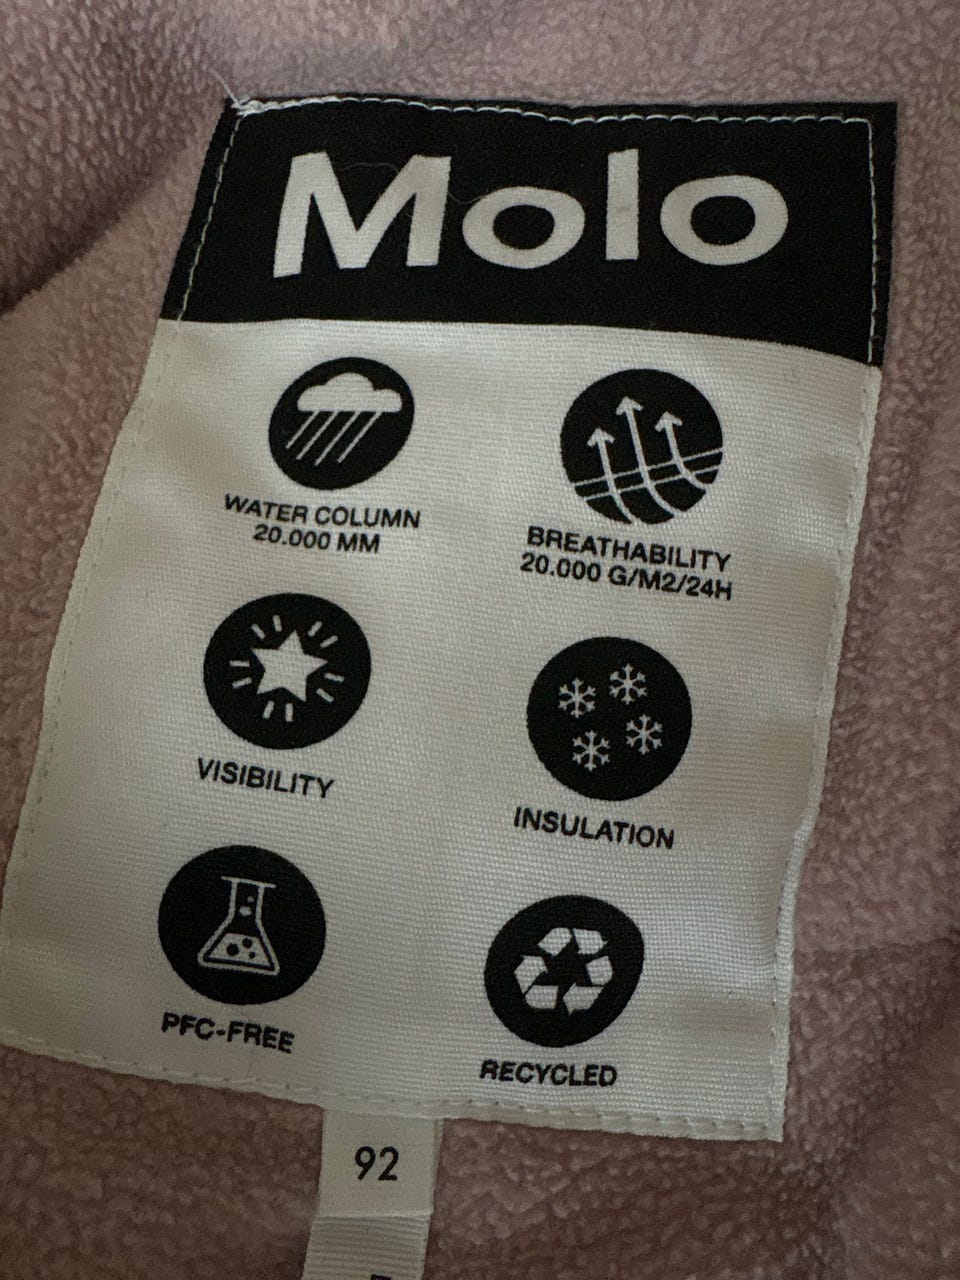 Molo
WATER COLUMN
20.000 MM
BREATHABILITY
20.000 G/M2/24H
VISIBILITY
INSULATION
PFC-FREE
RECYCLED
92